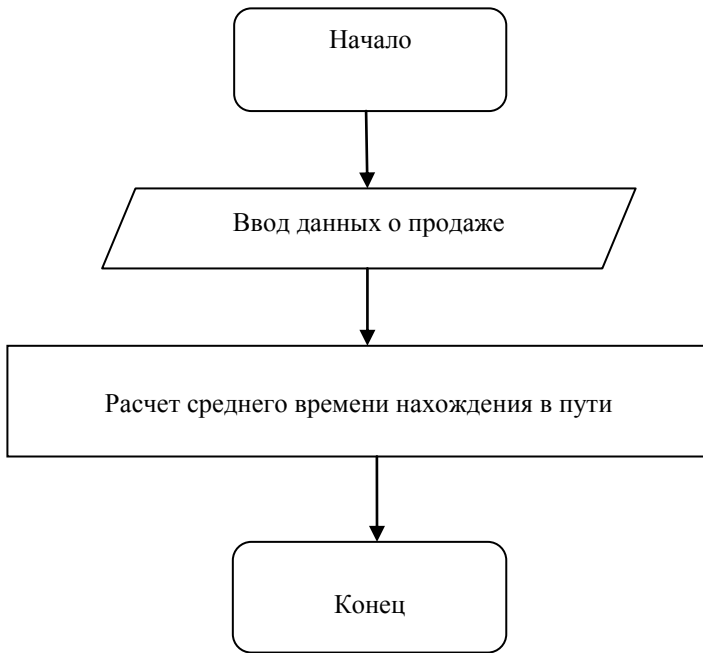 Начало
Ввод данных о продаже
Расчет среднего времени нахождения в пути
Конец